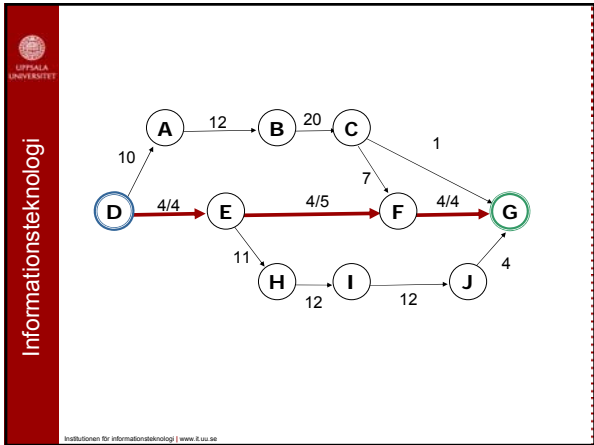 UPPSALA
UNIVERSITET
Informationsteknologi
A 12 B 20 C
1
10
7
D 4/4 E 4/5 F 4/4 G
11
4
H 12 I 12 J
Institutionen för informationsteknologi | www.it.uu.se